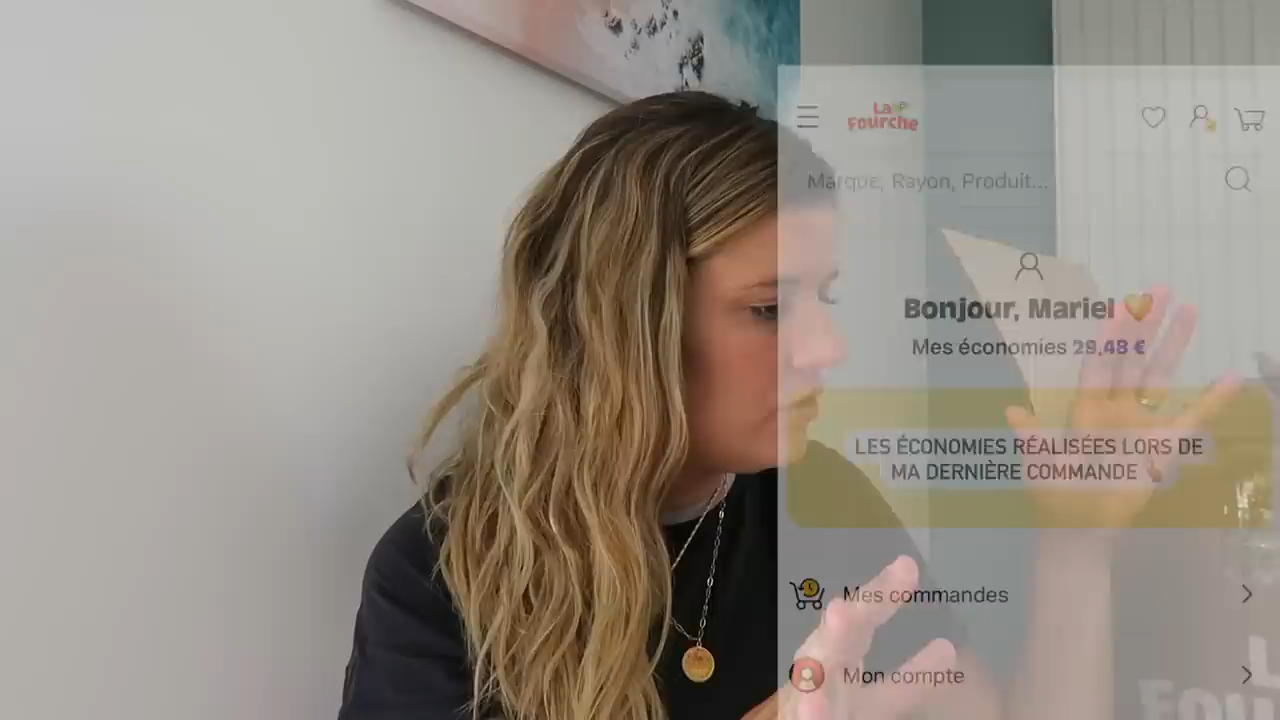 La
Fourche
Marque, Rayon, Produit...
Bonjour, Mariel
Mes économies 29,48 €
LES ÉCONOMIES RÉALISÉES LORS DE
MA DERNIÈRE COMMANDE
Mes commandes
Mon compte